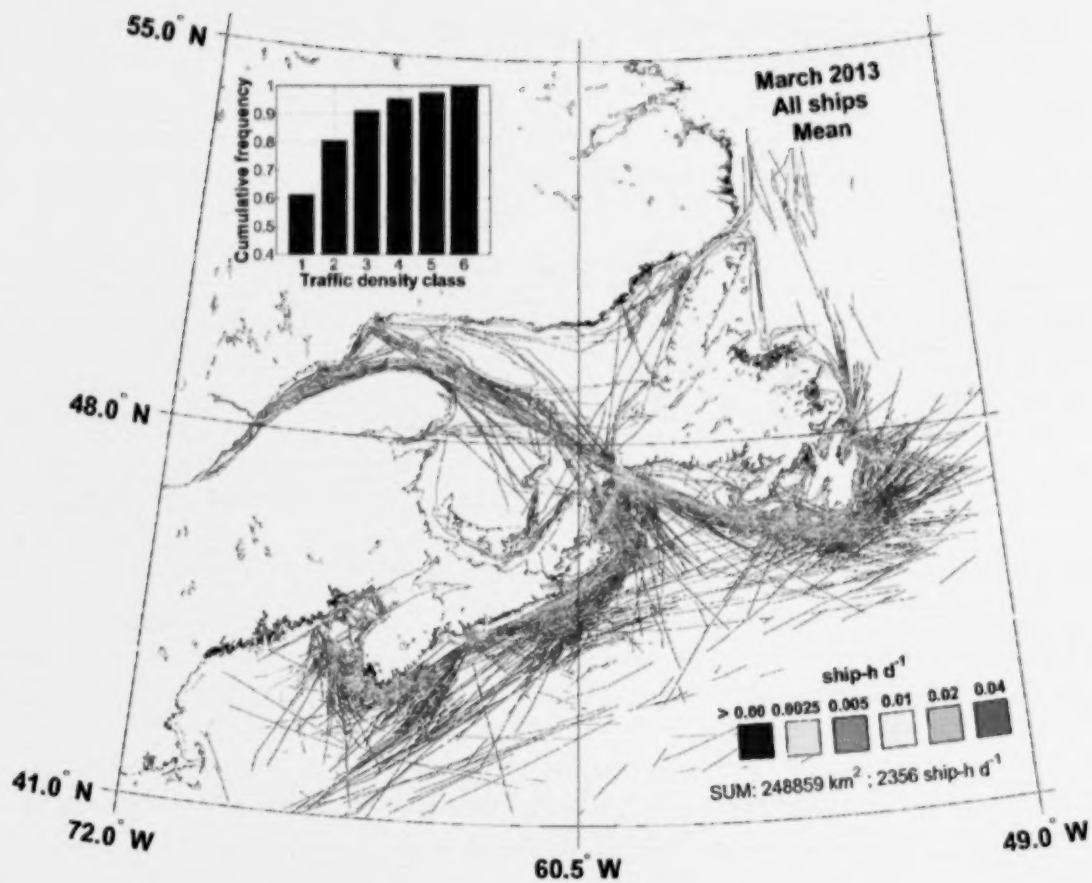 55.0° N
March 2013
All ships
Mean
Cumulative frequency
1
0.9
0.8
0.7
0.6
0.5
0.4
1 2 3 4 5 6
Traffic density class
48.0° N
ship-h d⁻¹
> 0.00 0.0025 0.005 0.01 0.02 0.04
SUM: 248859 km² ; 2356 ship-h d⁻¹
41.0° N
72.0° W
60.5° W
49.0° W